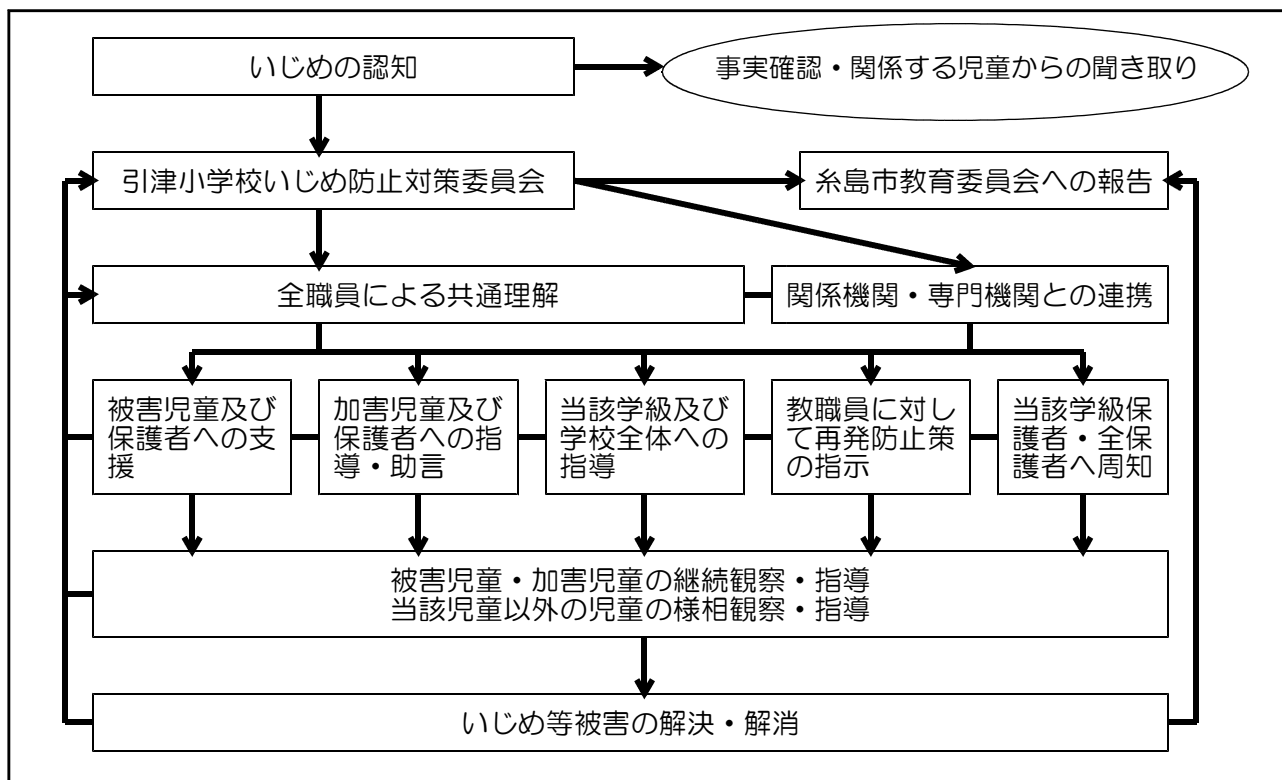 いじめの認知
事実確認・関係する児童からの聞き取り
引津小学校いじめ防止対策委員会
糸島市教育委員会への報告
全職員による共通理解
関係機関・専門機関との連携
被害児童及び
保護者への支
援
加害児童及び
保護者への指
導・助言
当該学級及び
学校全体への
指導
教職員に対し
て再発防止策
の指示
当該学級保
護者・全保
護者へ周知
被害児童・加害児童の継続観察・指導
当該児童以外の児童の様相観察・指導
いじめ等被害の解決・解消